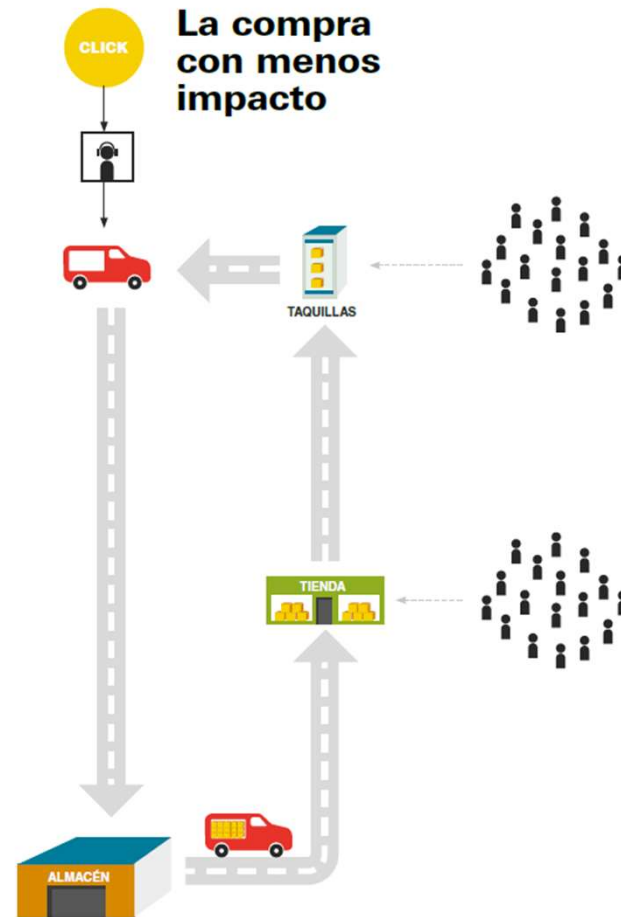 CLICK
La compra
con menos
impacto
TAQUILLAS
TIENDA
ALMACÉN